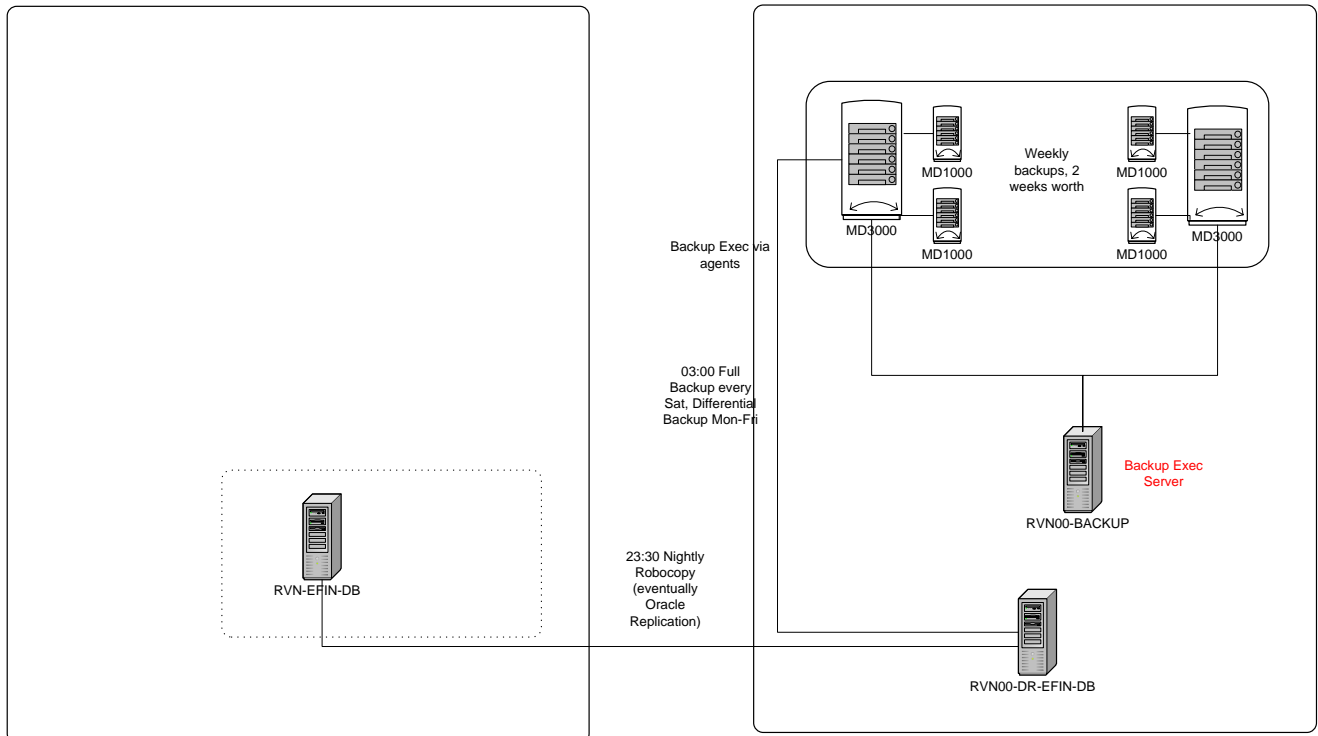 MD1000
MD1000
Weekly
backups, 2
weeks worth
MD3000
MD1000
MD1000
MD3000
Backup Exec via
agents
03:00 Full
Backup every
Sat, Differential
Backup Mon-Fri
Backup Exec
Server
RVN00-BACKUP
RVN-EFIN-DB
23:30 Nightly
Robocopy
(eventually
Oracle
Replication)
RVN00-DR-EFIN-DB